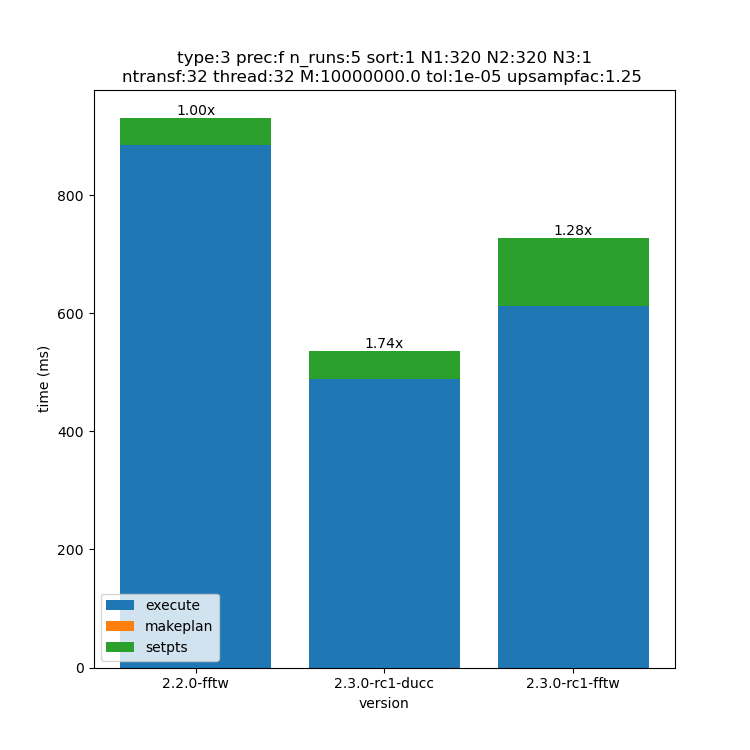 type:3 prec:f n_runs:5 sort:1 N1:320 N2:320 N3:1
ntransf:32 thread:32 M:10000000.0 tol:1e-05 upsampfac:1.25
1.00x
1.74x
1.28x
800
600
400
200
0
time (ms)
execute
makeplan
setpts
2.2.0-fftw
2.3.0-rc1-ducc
2.3.0-rc1-fftw
version